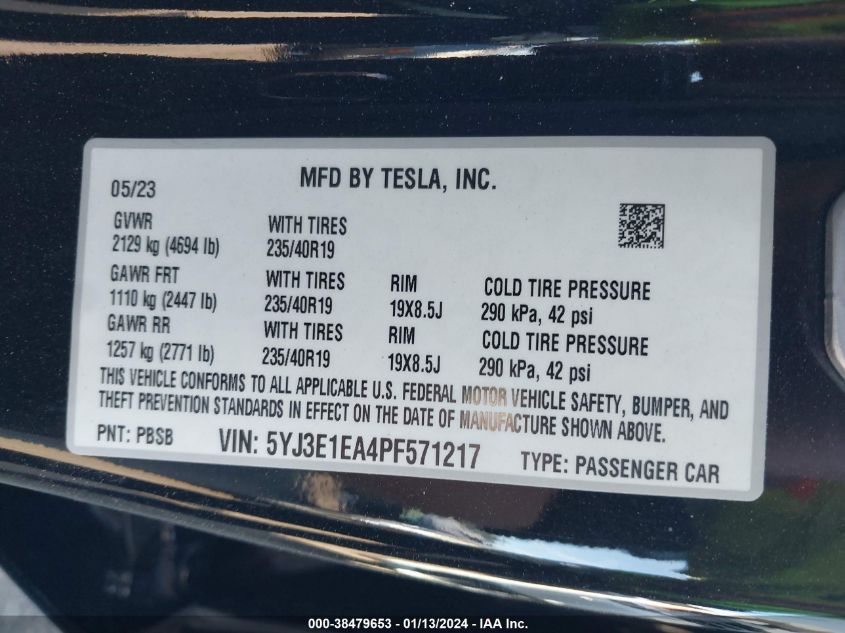 MFD BY TESLA, INC.
05/23
GVWR WITH TIRES
2129 kg (4694 lb) 235/40R19
GAWR FRT WITH TIRES RIM COLD TIRE PRESSURE
1110 kg (2447 lb) 235/40R19 19X8.5J 290 kPa, 42 psi
GAWR RR WITH TIRES RIM COLD TIRE PRESSURE
1257 kg (2771 lb) 235/40R19 19X8.5J 290 kPa, 42 psi
THIS VEHICLE CONFORMS TO ALL APPLICABLE U.S. FEDERAL MOTOR VEHICLE SAFETY, BUMPER, AND
THEFT PREVENTION STANDARDS IN EFFECT ON THE DATE OF MANUFACTURE SHOWN ABOVE.
PNT: PBSB VIN: 5YJ3E1EA4PF571217 TYPE: PASSENGER CAR
000-38479653 - 01/13/2024 - IAA Inc.